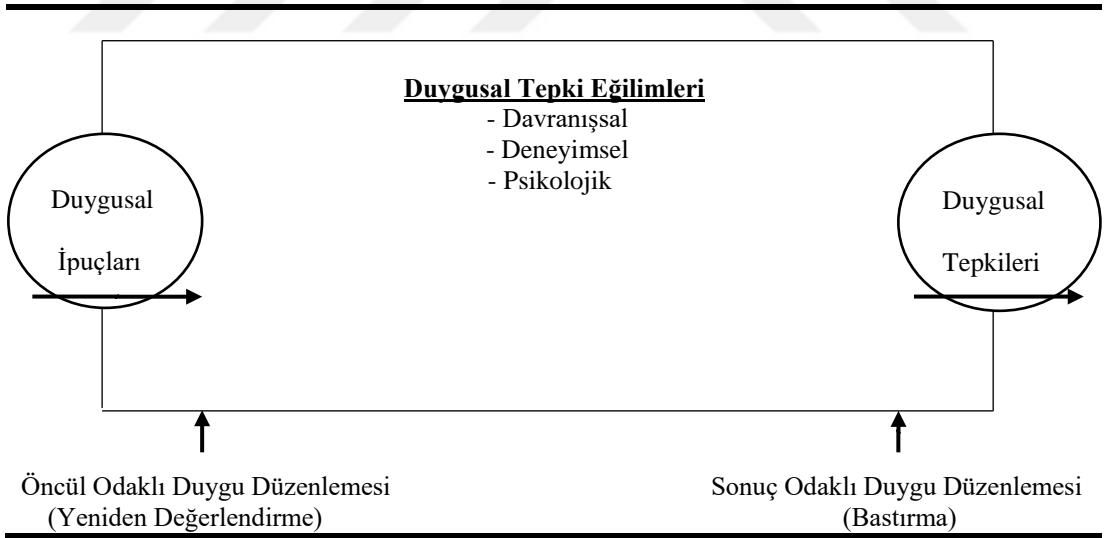 Duygusal Tepki Eğilimleri
- Davranışsal
- Deneyimsel
- Psikolojik
Duygusal
İpuçları
Duygusal
Tepkileri
Öncül Odaklı Duygu Düzenlemesi
(Yeniden Değerlendirme)
Sonuç Odaklı Duygu Düzenlemesi
(Bastırma)